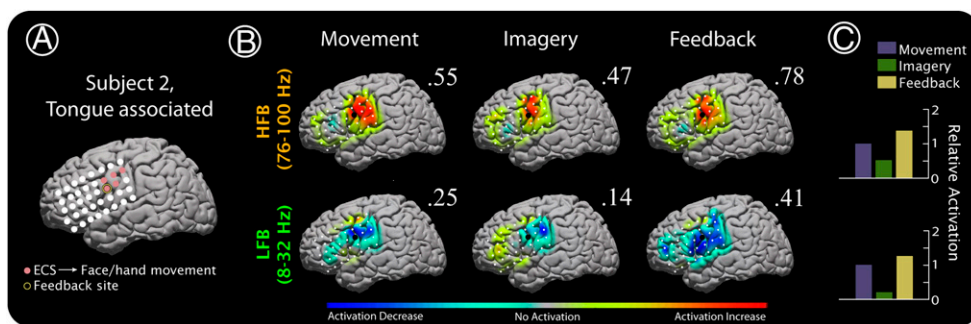 A
Subject 2,
Tongue associated
ECS → Face/hand movement
Feedback site
B
Movement Imagery Feedback
HFB
(76-100 Hz)
.55 .47 .78
LFB
(8-32 Hz)
.25 .14 .41
Activation Decrease No Activation Activation Increase
C
Movement
Imagery
Feedback
2
1
0
2
1
0
Relative Activation